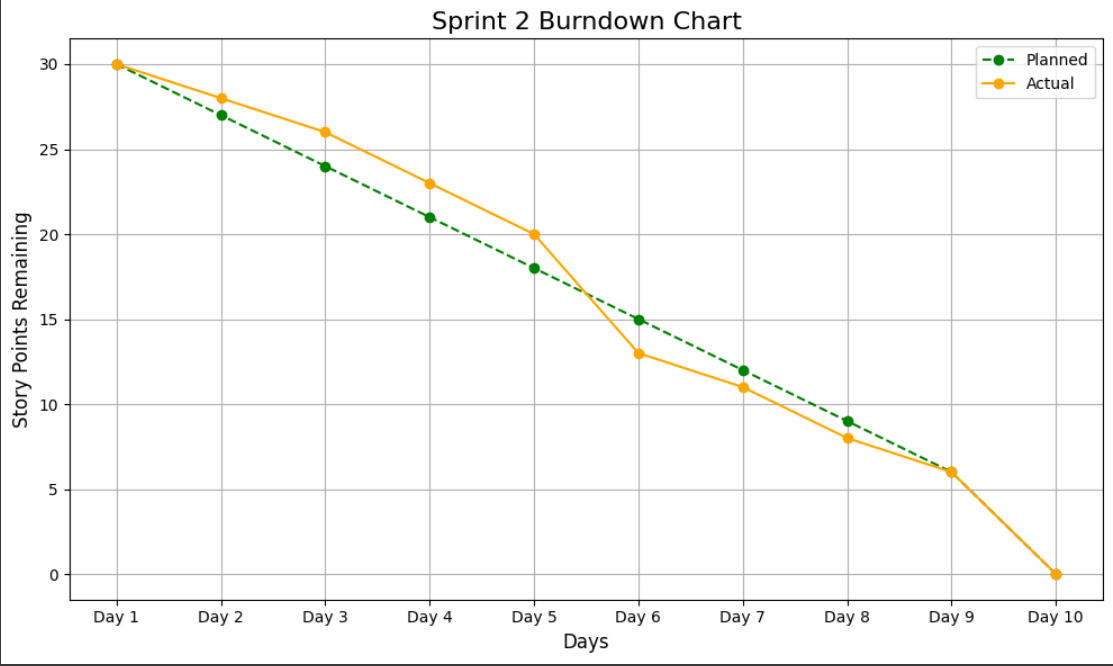 Sprint 2 Burndown Chart
Planned
Actual
Story Points Remaining
30
25
20
15
10
5
0
Day 1 Day 2 Day 3 Day 4 Day 5 Day 6 Day 7 Day 8 Day 9 Day 10
Days